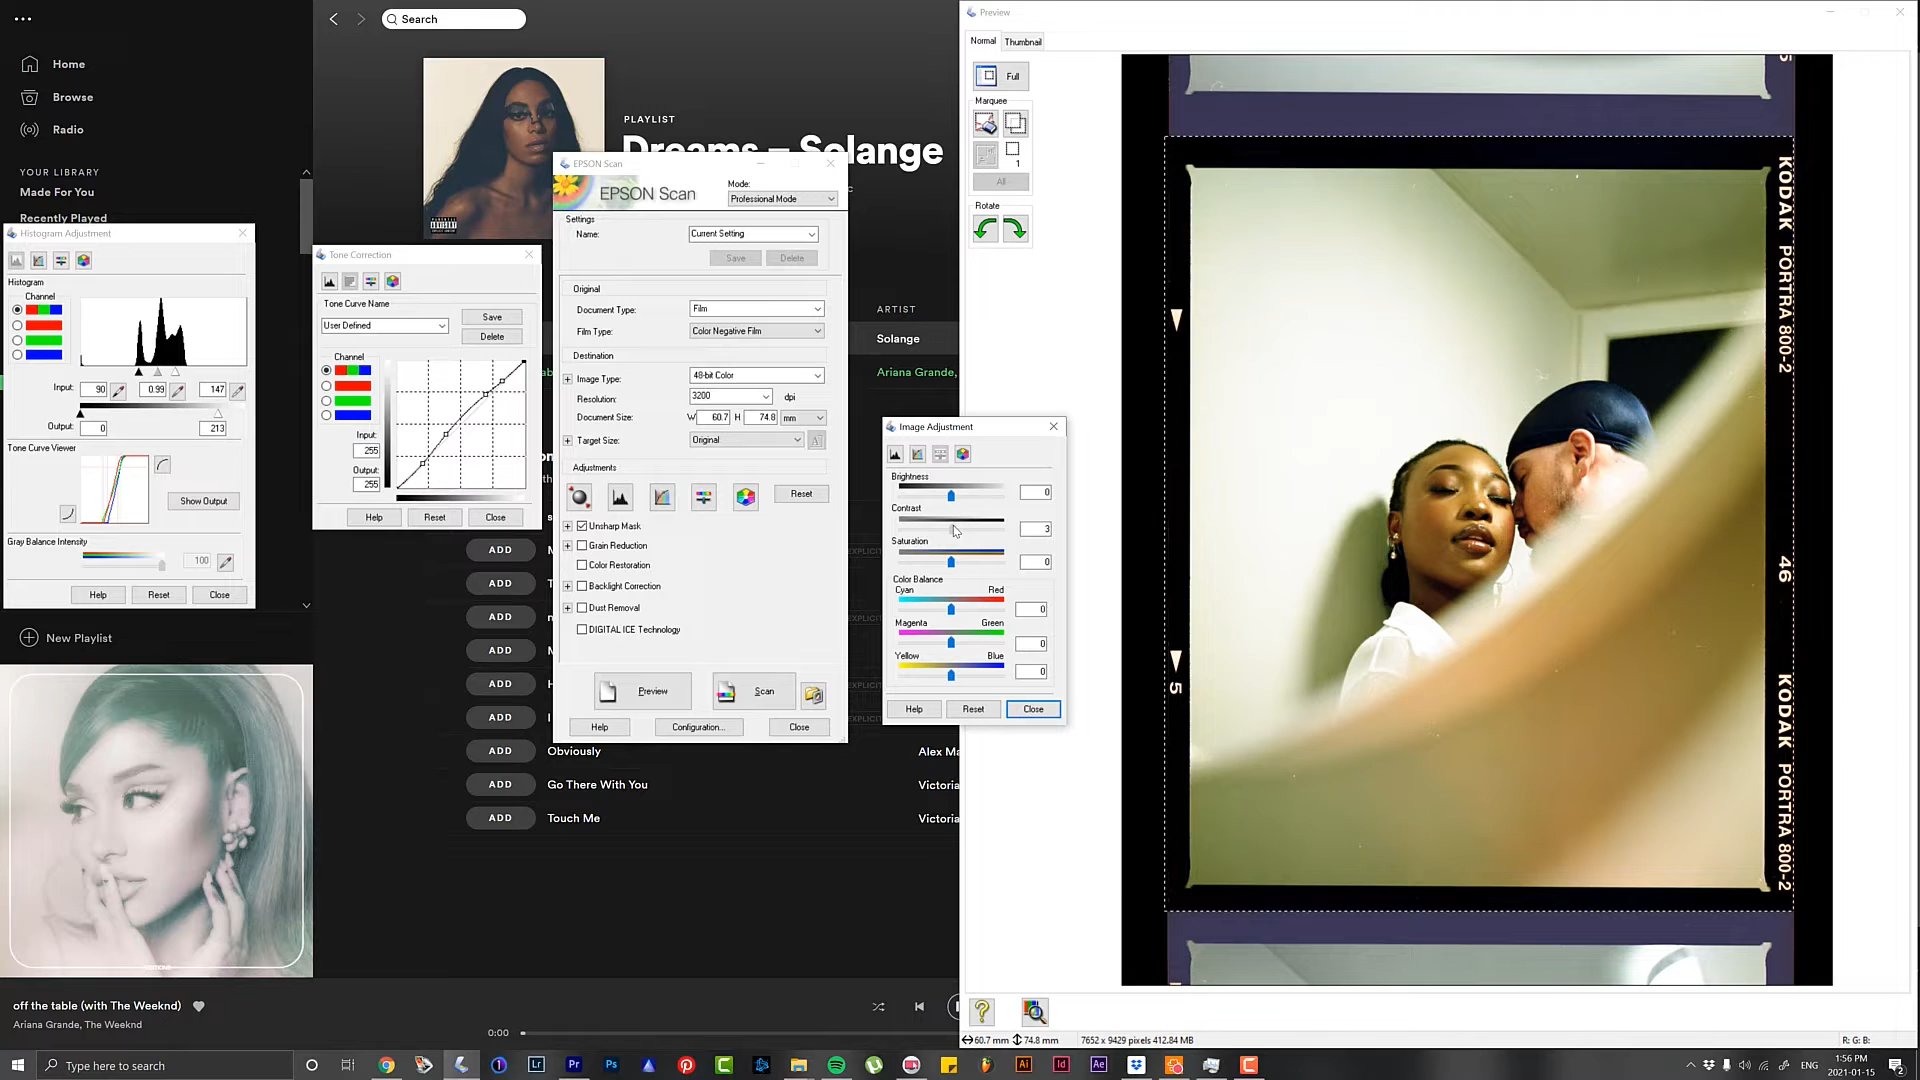 Search
Home
Browse
Radio
YOUR LIBRARY
Made For You
Recently Played
New Playlist
off the table (with The Weeknd)
Ariana Grande, The Weeknd
PLAYLIST
Dreams – Solange
ARTIST
Solange
Ariana Grande,
ADD
ADD
ADD
ADD
ADD
ADD
ADD Obviously Alex Ma
ADD Go There With You Victoria
ADD Touch Me Victoria
0:00
Histogram Adjustment
Histogram
Channel
Input: 90 0.99 147
Output: 0 213
Tone Curve Viewer
Show Output
Gray Balance Intensity
100
Help Reset Close
Tone Correction
Tone Curve Name
User Defined
Save
Delete
Channel
Input:
255
Output:
255
Help Reset Close
EPSON Scan
EPSON Scan
Mode:
Professional Mode
Settings
Name: Current Setting
Save Delete
Original
Document Type: Film
Film Type: Color Negative Film
Destination
Image Type: 48-bit Color
Resolution: 3200 dpi
Document Size: W 60.7 H 74.8 mm
Target Size: Original
Adjustments
Reset
Unsharp Mask
Grain Reduction
Color Restoration
Backlight Correction
Dust Removal
DIGITAL ICE Technology
Preview Scan
Help Configuration... Close
Image Adjustment
Brightness
0
Contrast
3
Saturation
0
Color Balance
Cyan Red
0
Magenta Green
0
Yellow Blue
0
Help Reset Close
Preview
Normal Thumbnail
Full
Marquee
1
All
Rotate
KODAK PORTRA 800-2
46
KODAK PORTRA 800-2
5
5
60.7 mm 74.8 mm 7652 x 9429 pixels 412.84 MB
R: G: B:
Type here to search
Lr
Pr
Ps
Ai
Id
Ae
ENG
1:56 PM
2021-01-15